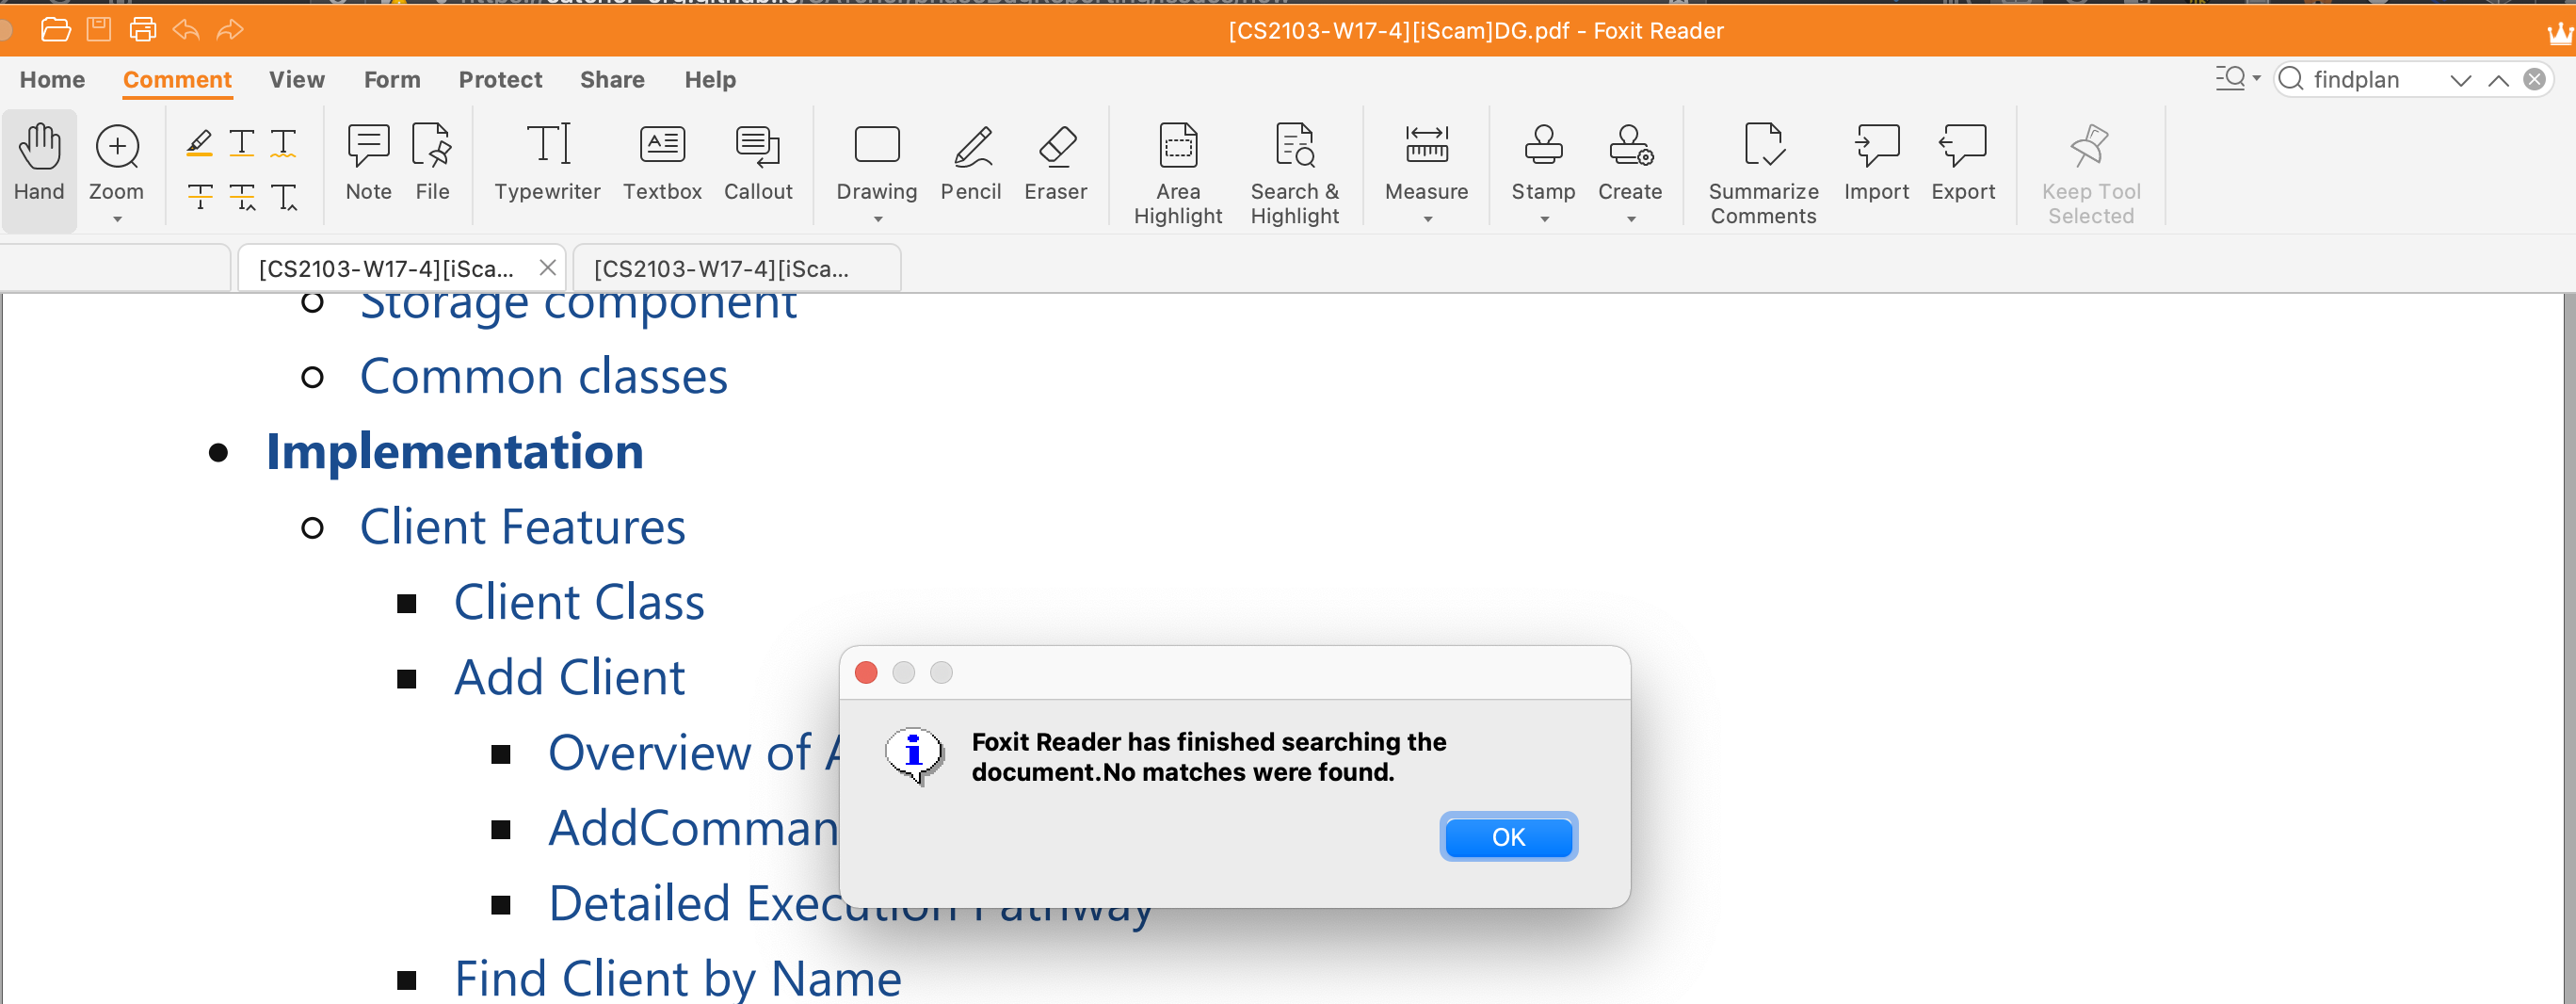 [CS2103-W17-4][iScam]DG.pdf - Foxit Reader
Home Comment View Form Protect Share Help
findplan
Hand Zoom Note File Typewriter Textbox Callout Drawing Pencil Eraser Area Highlight Search & Highlight Measure Stamp Create Summarize Comments Import Export Keep Tool Selected
[CS2103-W17-4][iSca... [CS2103-W17-4][iSca...
Storage component
Common classes
Implementation
Client Features
Client Class
Add Client
Overview of A
AddComman
Detailed Execution Pathway
Find Client by Name
Foxit Reader has finished searching the
document.No matches were found.
OK